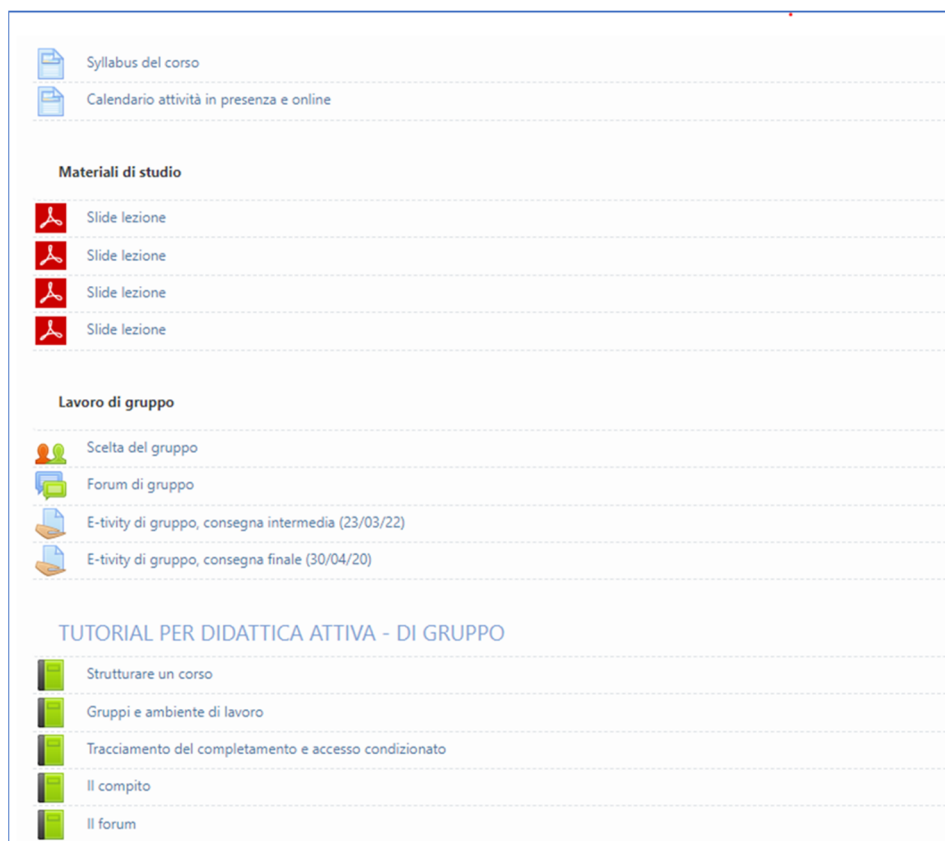 Syllabus del corso
Calendario attività in presenza e online
Materiali di studio
Slide lezione
Slide lezione
Slide lezione
Slide lezione
Lavoro di gruppo
Scelta del gruppo
Forum di gruppo
E-tivity di gruppo, consegna intermedia (23/03/22)
E-tivity di gruppo, consegna finale (30/04/20)
TUTORIAL PER DIDATTICA ATTIVA - DI GRUPPO
Strutturare un corso
Gruppi e ambiente di lavoro
Tracciamento del completamento e accesso condizionato
Il compito
Il forum